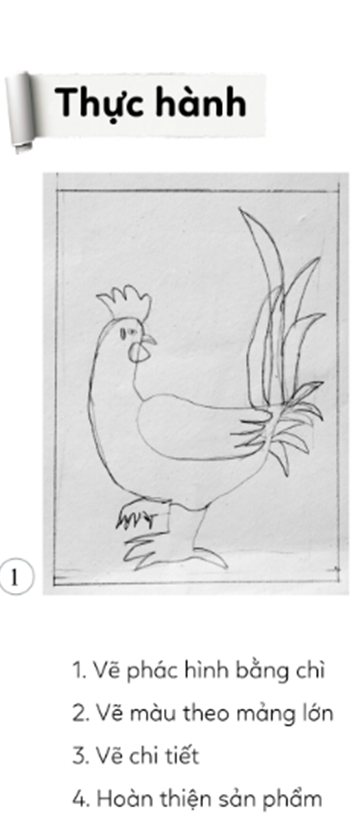 Thực hành
1
1. Vẽ phác hình bằng chì
2. Vẽ màu theo mảng lớn
3. Vẽ chi tiết
4. Hoàn thiện sản phẩm